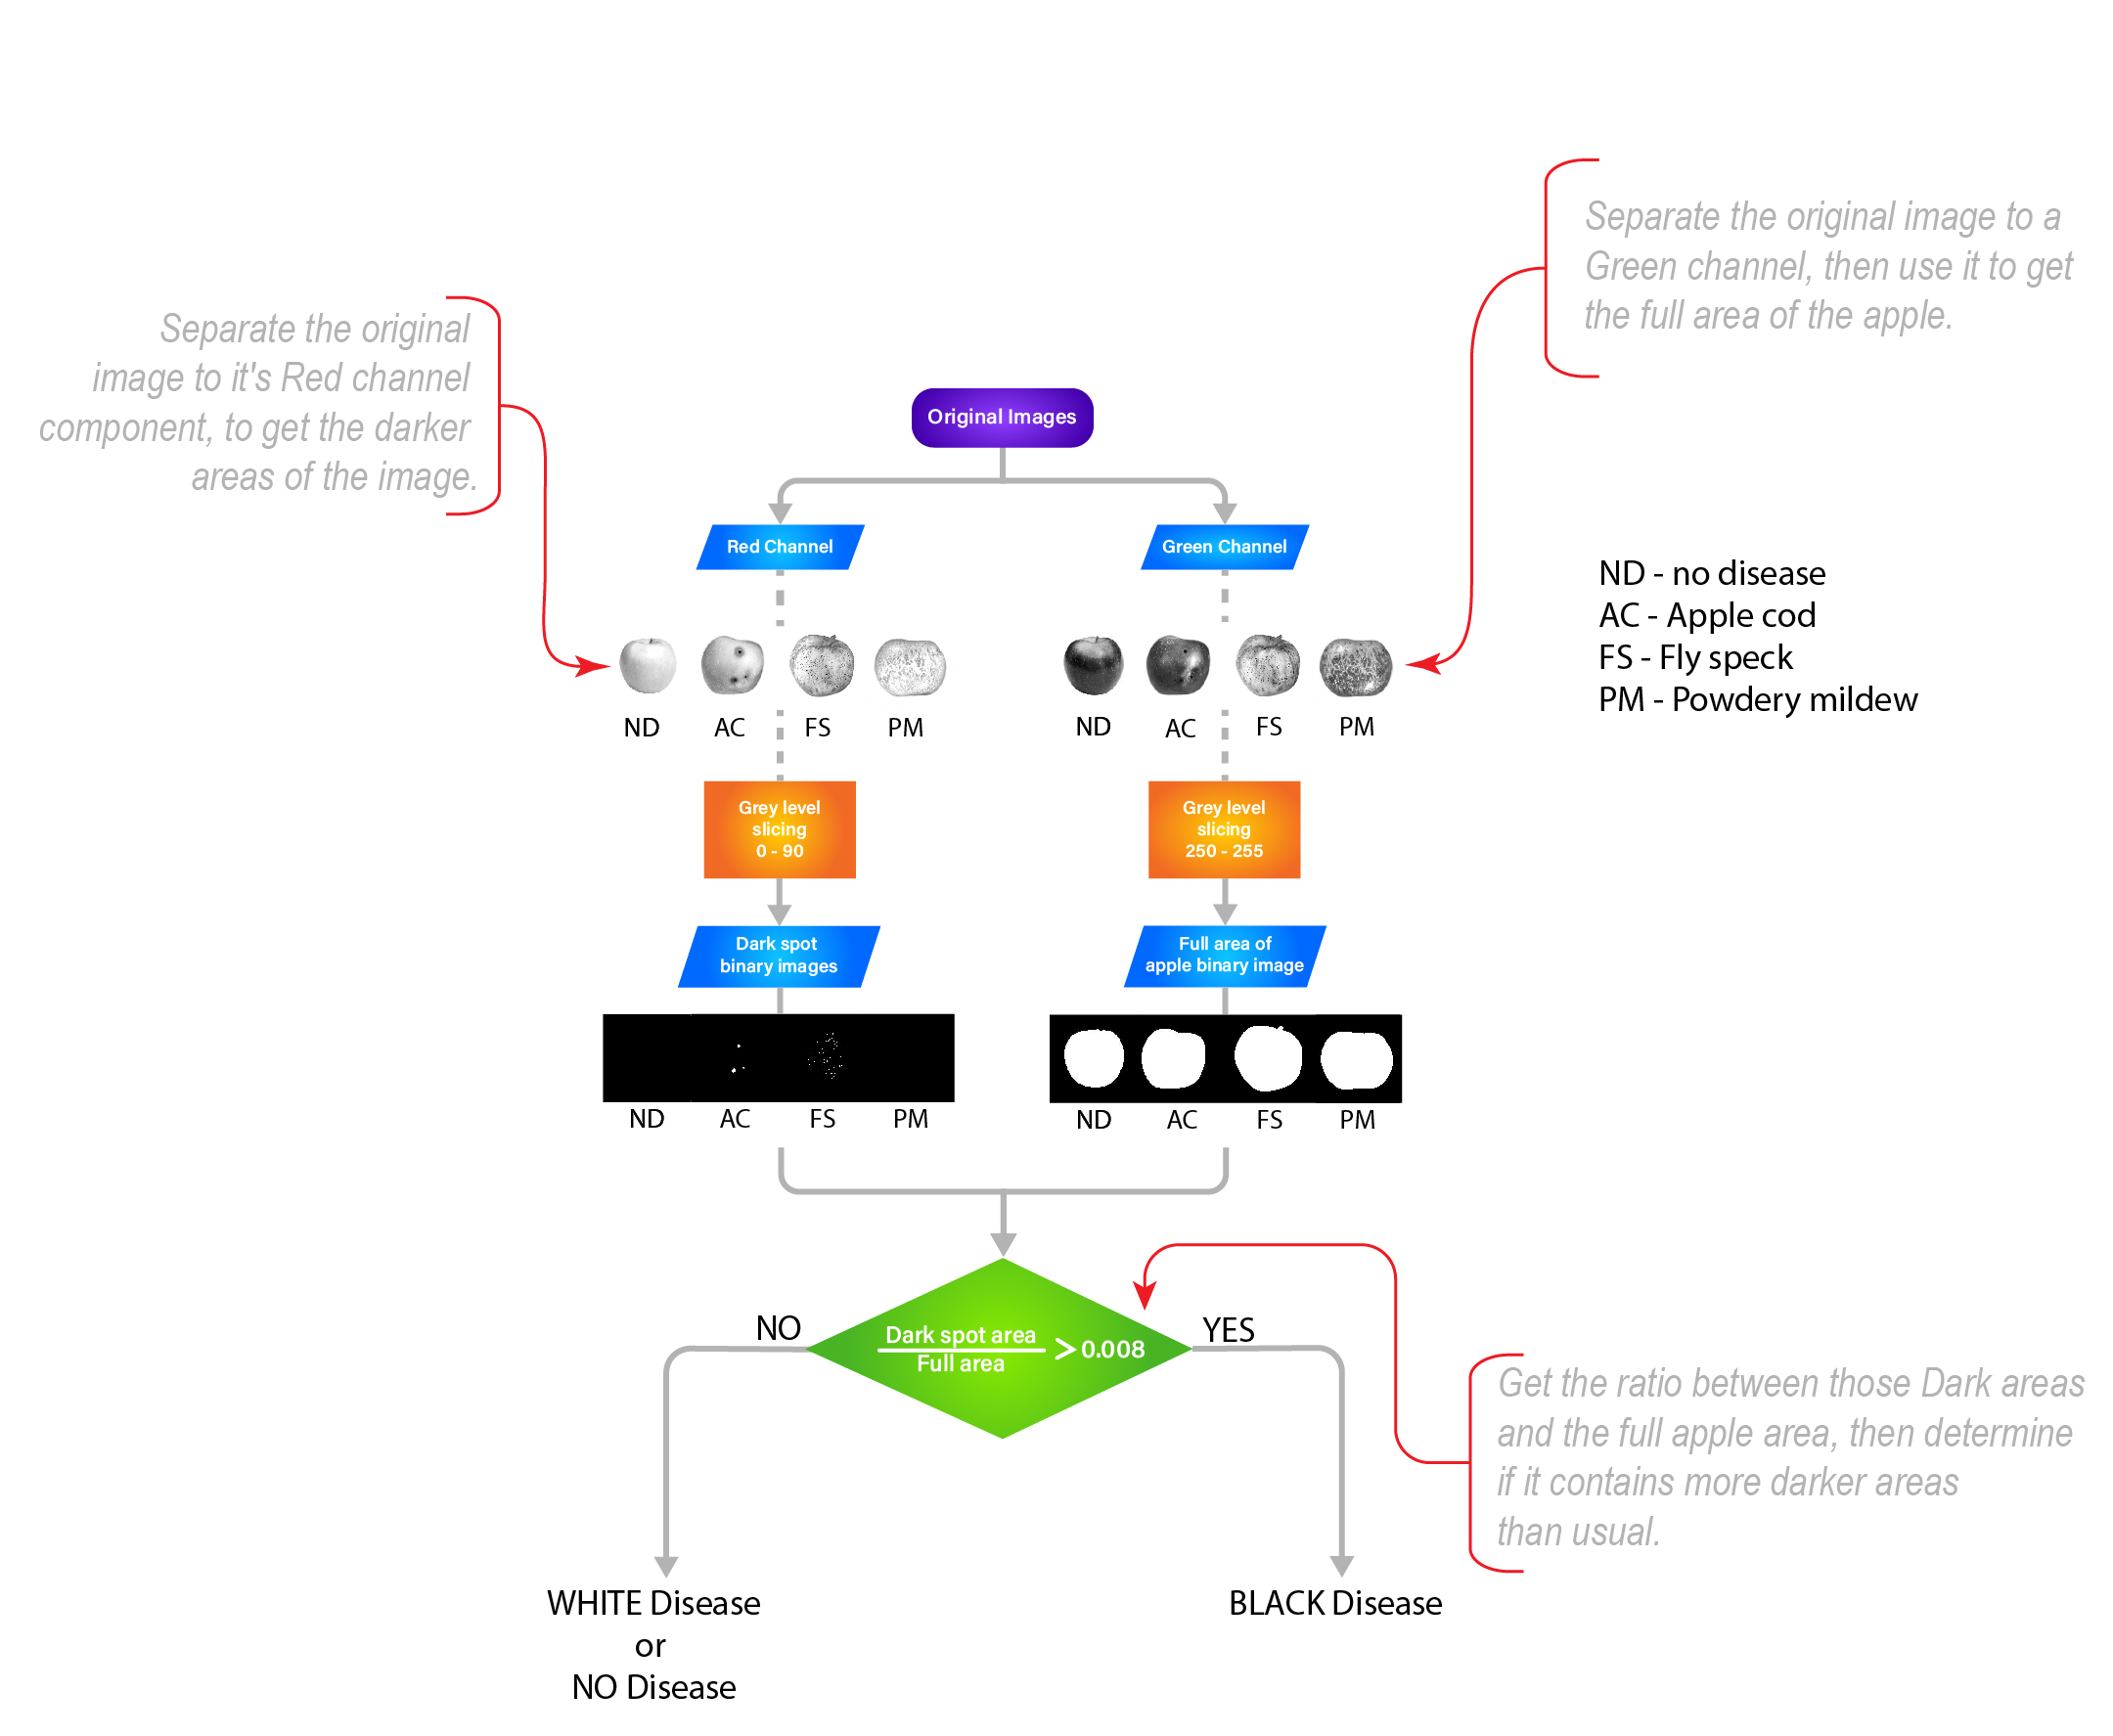 Separate the original image to a
Green channel, then use it to get
the full area of the apple.
Separate the original
image to it's Red channel
component, to get the darker
areas of the image.
Original Images
Red Channel
Green Channel
ND - no disease
AC - Apple cod
FS - Fly speck
PM - Powdery mildew
ND AC FS PM
ND AC FS PM
Grey level
slicing
0 - 90
Grey level
slicing
250 - 255
Dark spot
binary images
Full area of
apple binary image
ND AC FS PM
ND AC FS PM
NO
Dark spot area
Full area
> 0.008
YES
Get the ratio between those Dark areas
and the full apple area, then determine
if it contains more darker areas
than usual.
WHITE Disease
or
NO Disease
BLACK Disease